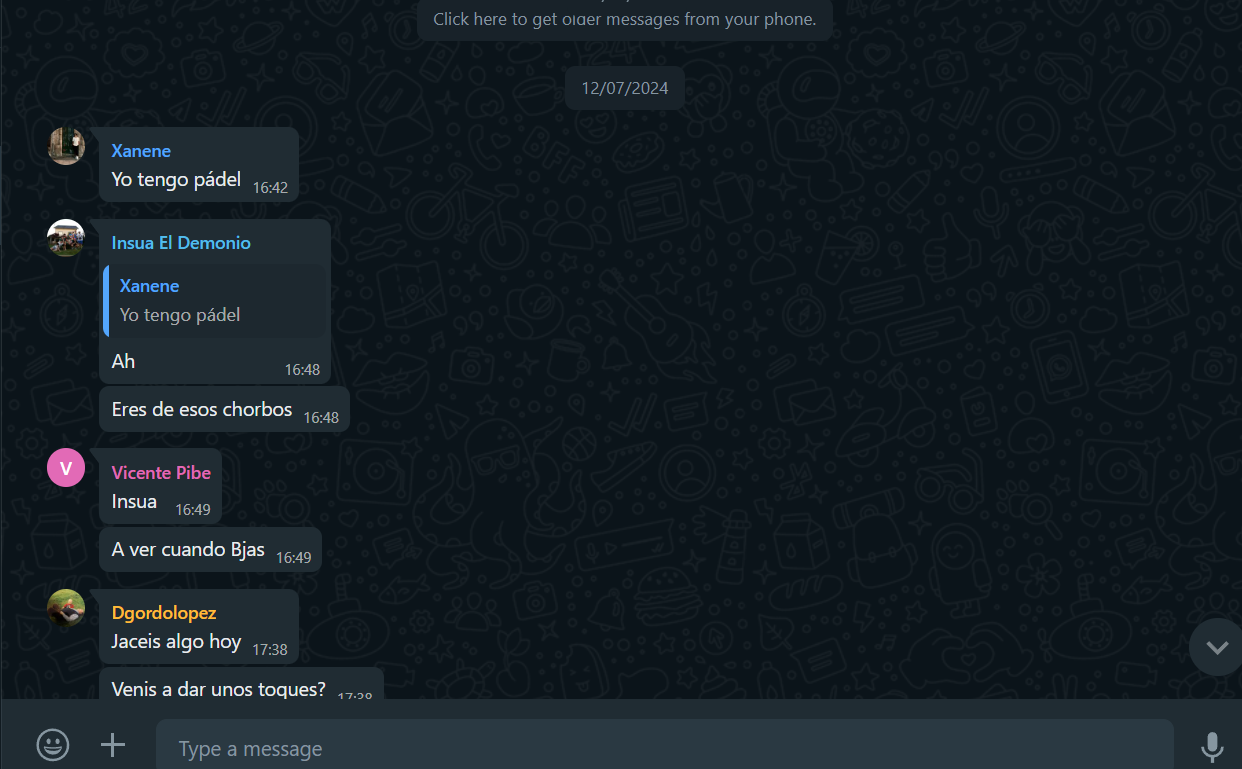 Click here to get older messages from your phone.
12/07/2024
Xanene
Yo tengo pádel 16:42
Insua El Demonio
Xanene
Yo tengo pádel
Ah 16:48
Eres de esos chorbos 16:48
V
Vicente Pibe
Insua 16:49
A ver cuando Bjas 16:49
Dgordolopez
Jaceis algo hoy 17:38
Venis a dar unos toques? 17:38
Type a message